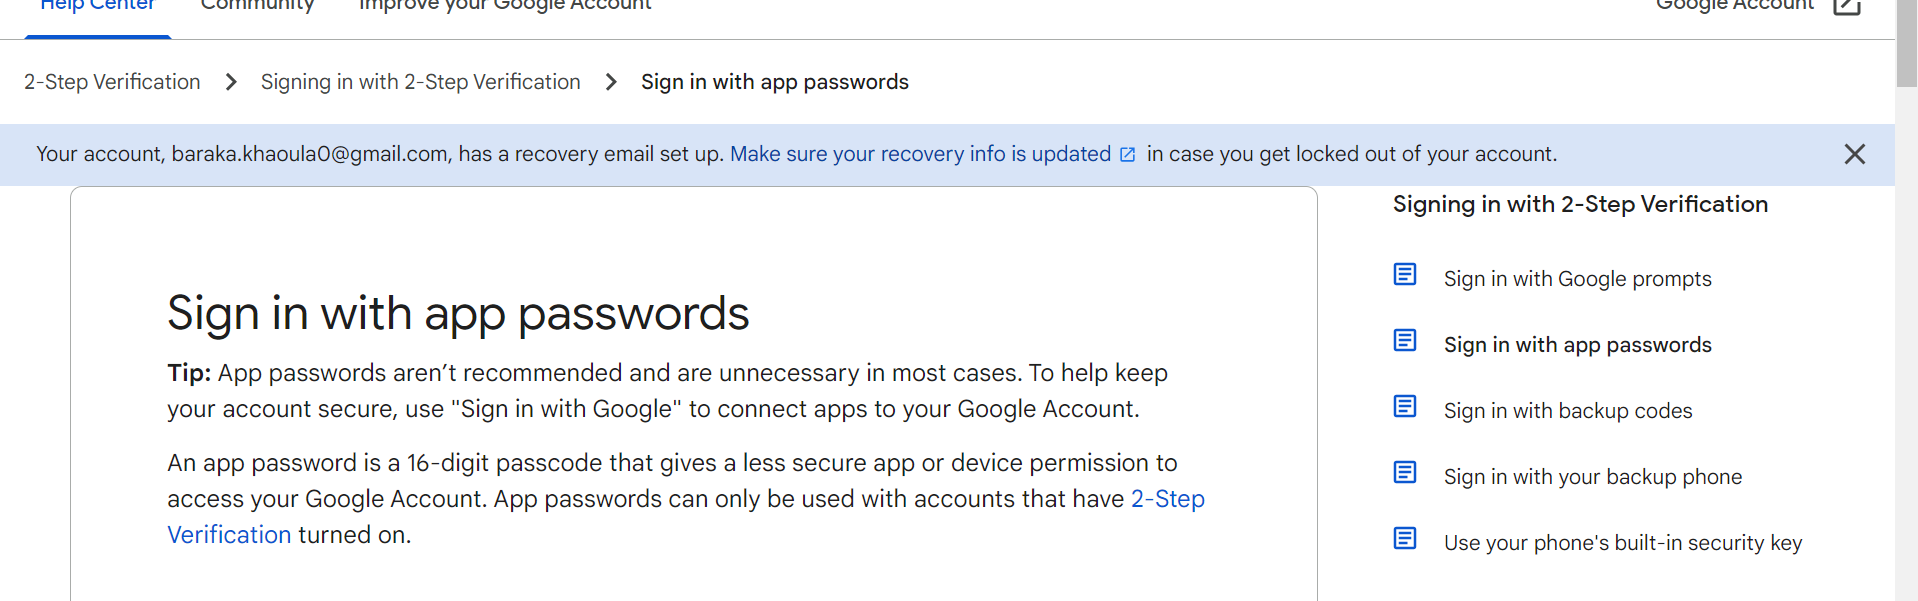 Help Center Community Improve your Google Account Google Account
2-Step Verification Signing in with 2-Step Verification Sign in with app passwords
Your account, baraka.khaoula0@gmail.com, has a recovery email set up. Make sure your recovery info is updated in case you get locked out of your account.
Sign in with app passwords
Tip: App passwords aren’t recommended and are unnecessary in most cases. To help keep
your account secure, use "Sign in with Google" to connect apps to your Google Account.
An app password is a 16-digit passcode that gives a less secure app or device permission to
access your Google Account. App passwords can only be used with accounts that have 2-Step
Verification turned on.
Signing in with 2-Step Verification
Sign in with Google prompts
Sign in with app passwords
Sign in with backup codes
Sign in with your backup phone
Use your phone's built-in security key